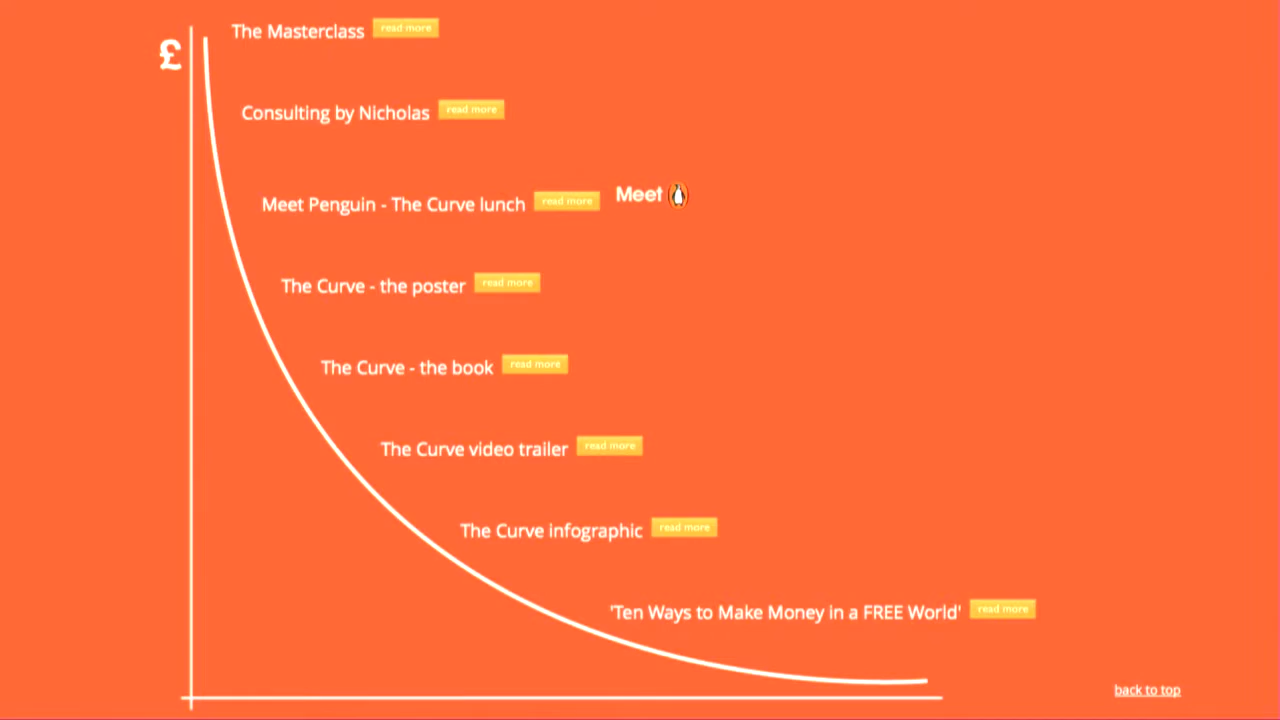 £
The Masterclass read more
Consulting by Nicholas read more
Meet Penguin - The Curve lunch read more Meet
The Curve - the poster read more
The Curve - the book read more
The Curve video trailer read more
The Curve infographic read more
'Ten Ways to Make Money in a FREE World' read more
back to top